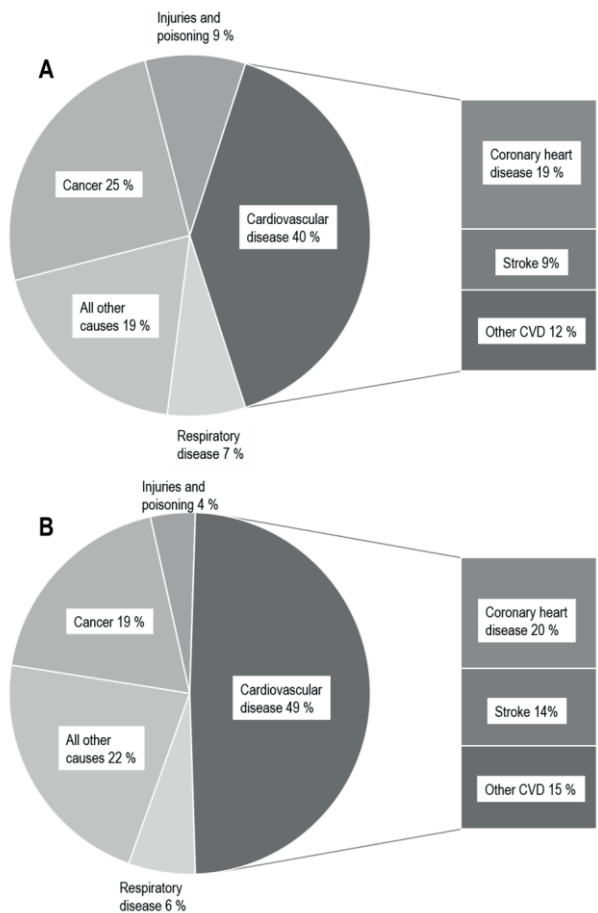 Injuries and
poisoning 9 %
A
Cancer 25 %
Cardiovascular
disease 40 %
All other
causes 19 %
Respiratory
disease 7 %
Coronary heart
disease 19 %
Stroke 9%
Other CVD 12 %
Injuries and
poisoning 4 %
B
Cancer 19 %
Cardiovascular
disease 49 %
All other
causes 22 %
Respiratory
disease 6 %
Coronary heart
disease 20 %
Stroke 14%
Other CVD 15 %